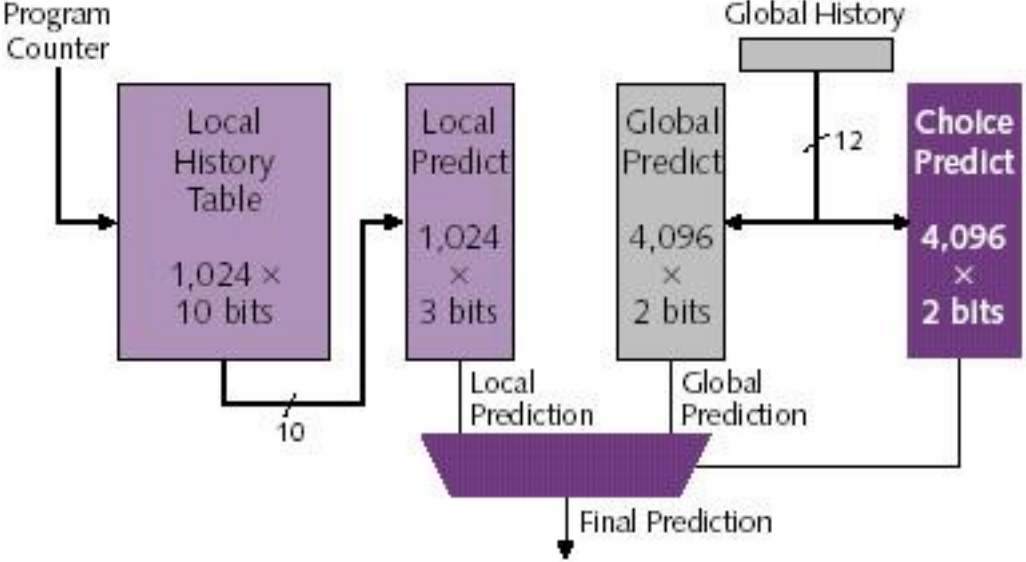 Program
Counter
Local
History
Table
1,024 ×
10 bits
10
Local
Predict
1,024
×
3 bits
Local
Prediction
Global
Predict
4,096
×
2 bits
Global
Prediction
Global History
12
Choice
Predict
4,096
×
2 bits
Final Prediction